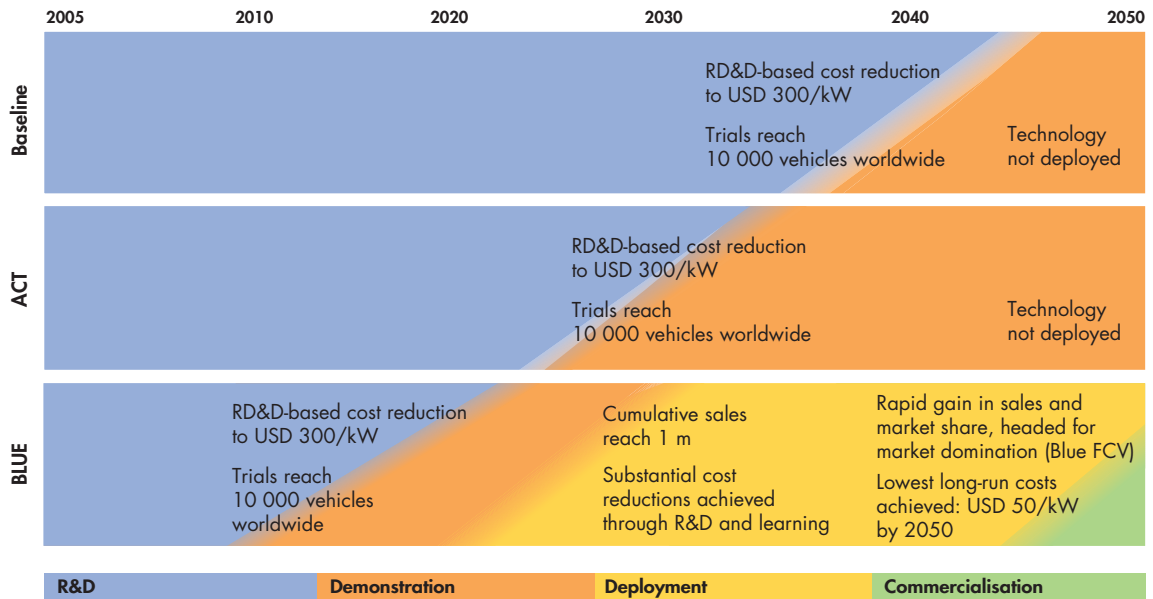 2005 2010 2020 2030 2040 2050
Baseline
RD&D-based cost reduction
to USD 300/kW
Trials reach
10 000 vehicles worldwide
Technology
not deployed
ACT
RD&D-based cost reduction
to USD 300/kW
Trials reach
10 000 vehicles worldwide
Technology
not deployed
BLUE
RD&D-based cost reduction
to USD 300/kW
Trials reach
10 000 vehicles
worldwide
Cumulative sales
reach 1 m
Substantial cost
reductions achieved
through R&D and learning
Rapid gain in sales and
market share, headed for
market domination (Blue FCV)
Lowest long-run costs
achieved: USD 50/kW
by 2050
R&D Demonstration Deployment Commercialisation